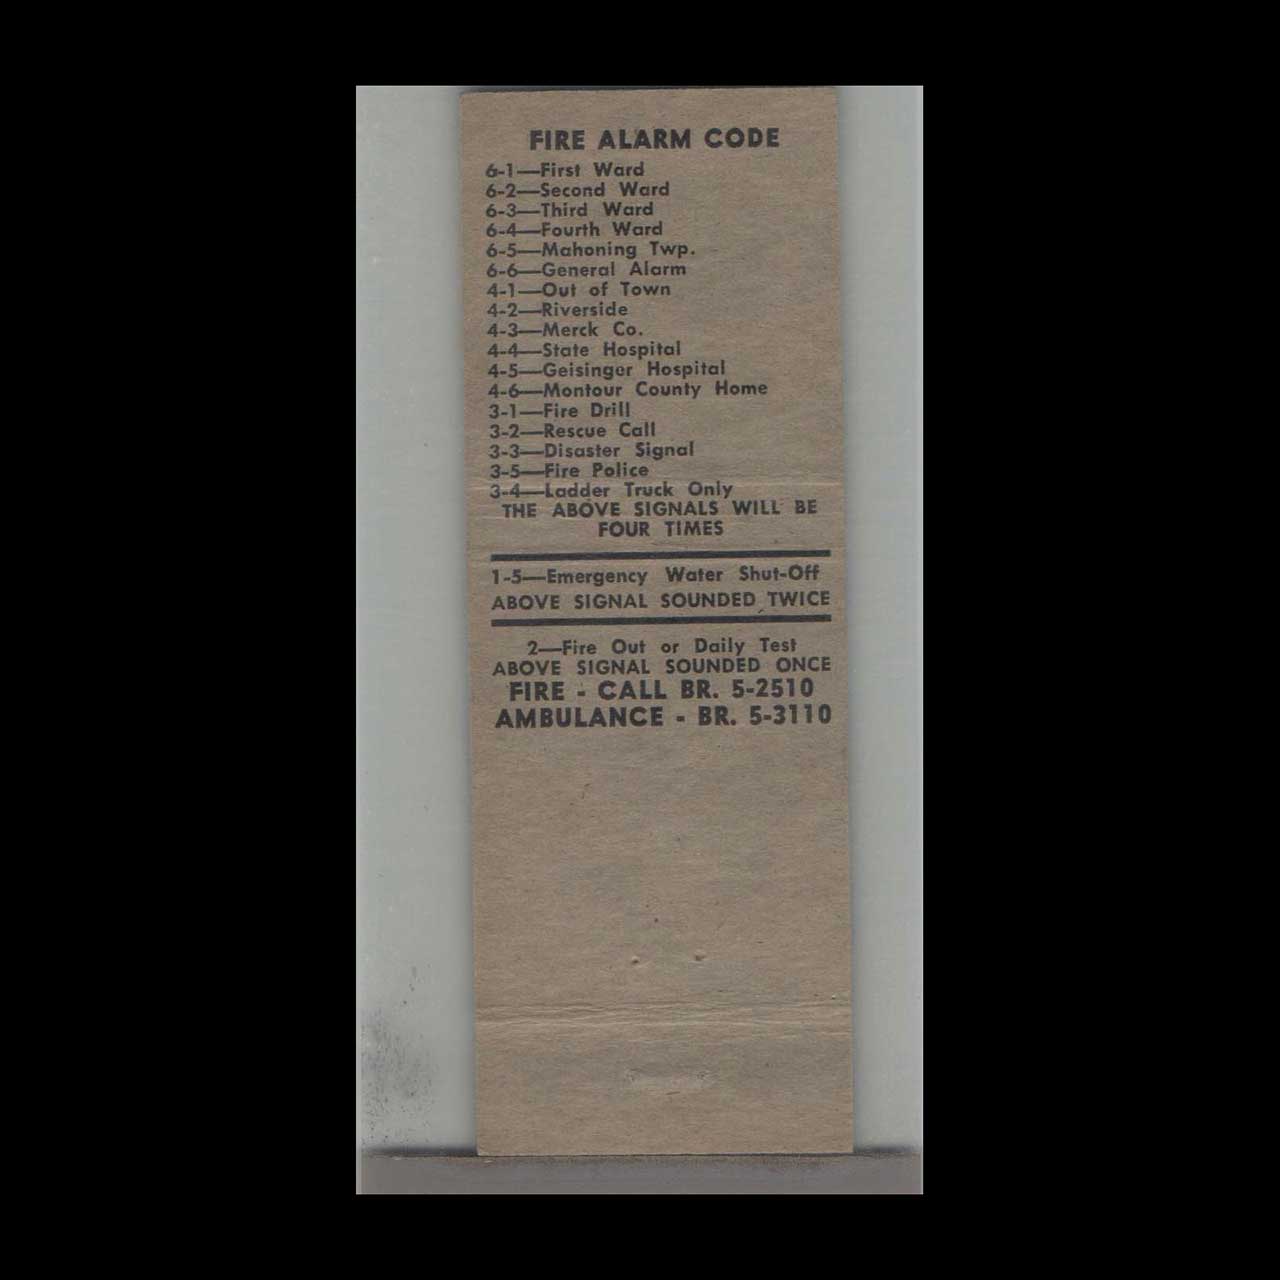 FIRE ALARM CODE
6-1—First Ward
6-2—Second Ward
6-3—Third Ward
6-4—Fourth Ward
6-5—Mahoning Twp.
6-6—General Alarm
4-1—Out of Town
4-2—Riverside
4-3—Merck Co.
4-4—State Hospital
4-5—Geisinger Hospital
4-6—Montour County Home
3-1—Fire Drill
3-2—Rescue Call
3-3—Disaster Signal
3-5—Fire Police
3-4—Ladder Truck Only
THE ABOVE SIGNALS WILL BE
FOUR TIMES
1-5—Emergency Water Shut-Off
ABOVE SIGNAL SOUNDED TWICE
2—Fire Out or Daily Test
ABOVE SIGNAL SOUNDED ONCE
FIRE - CALL BR. 5-2510
AMBULANCE - BR. 5-3110